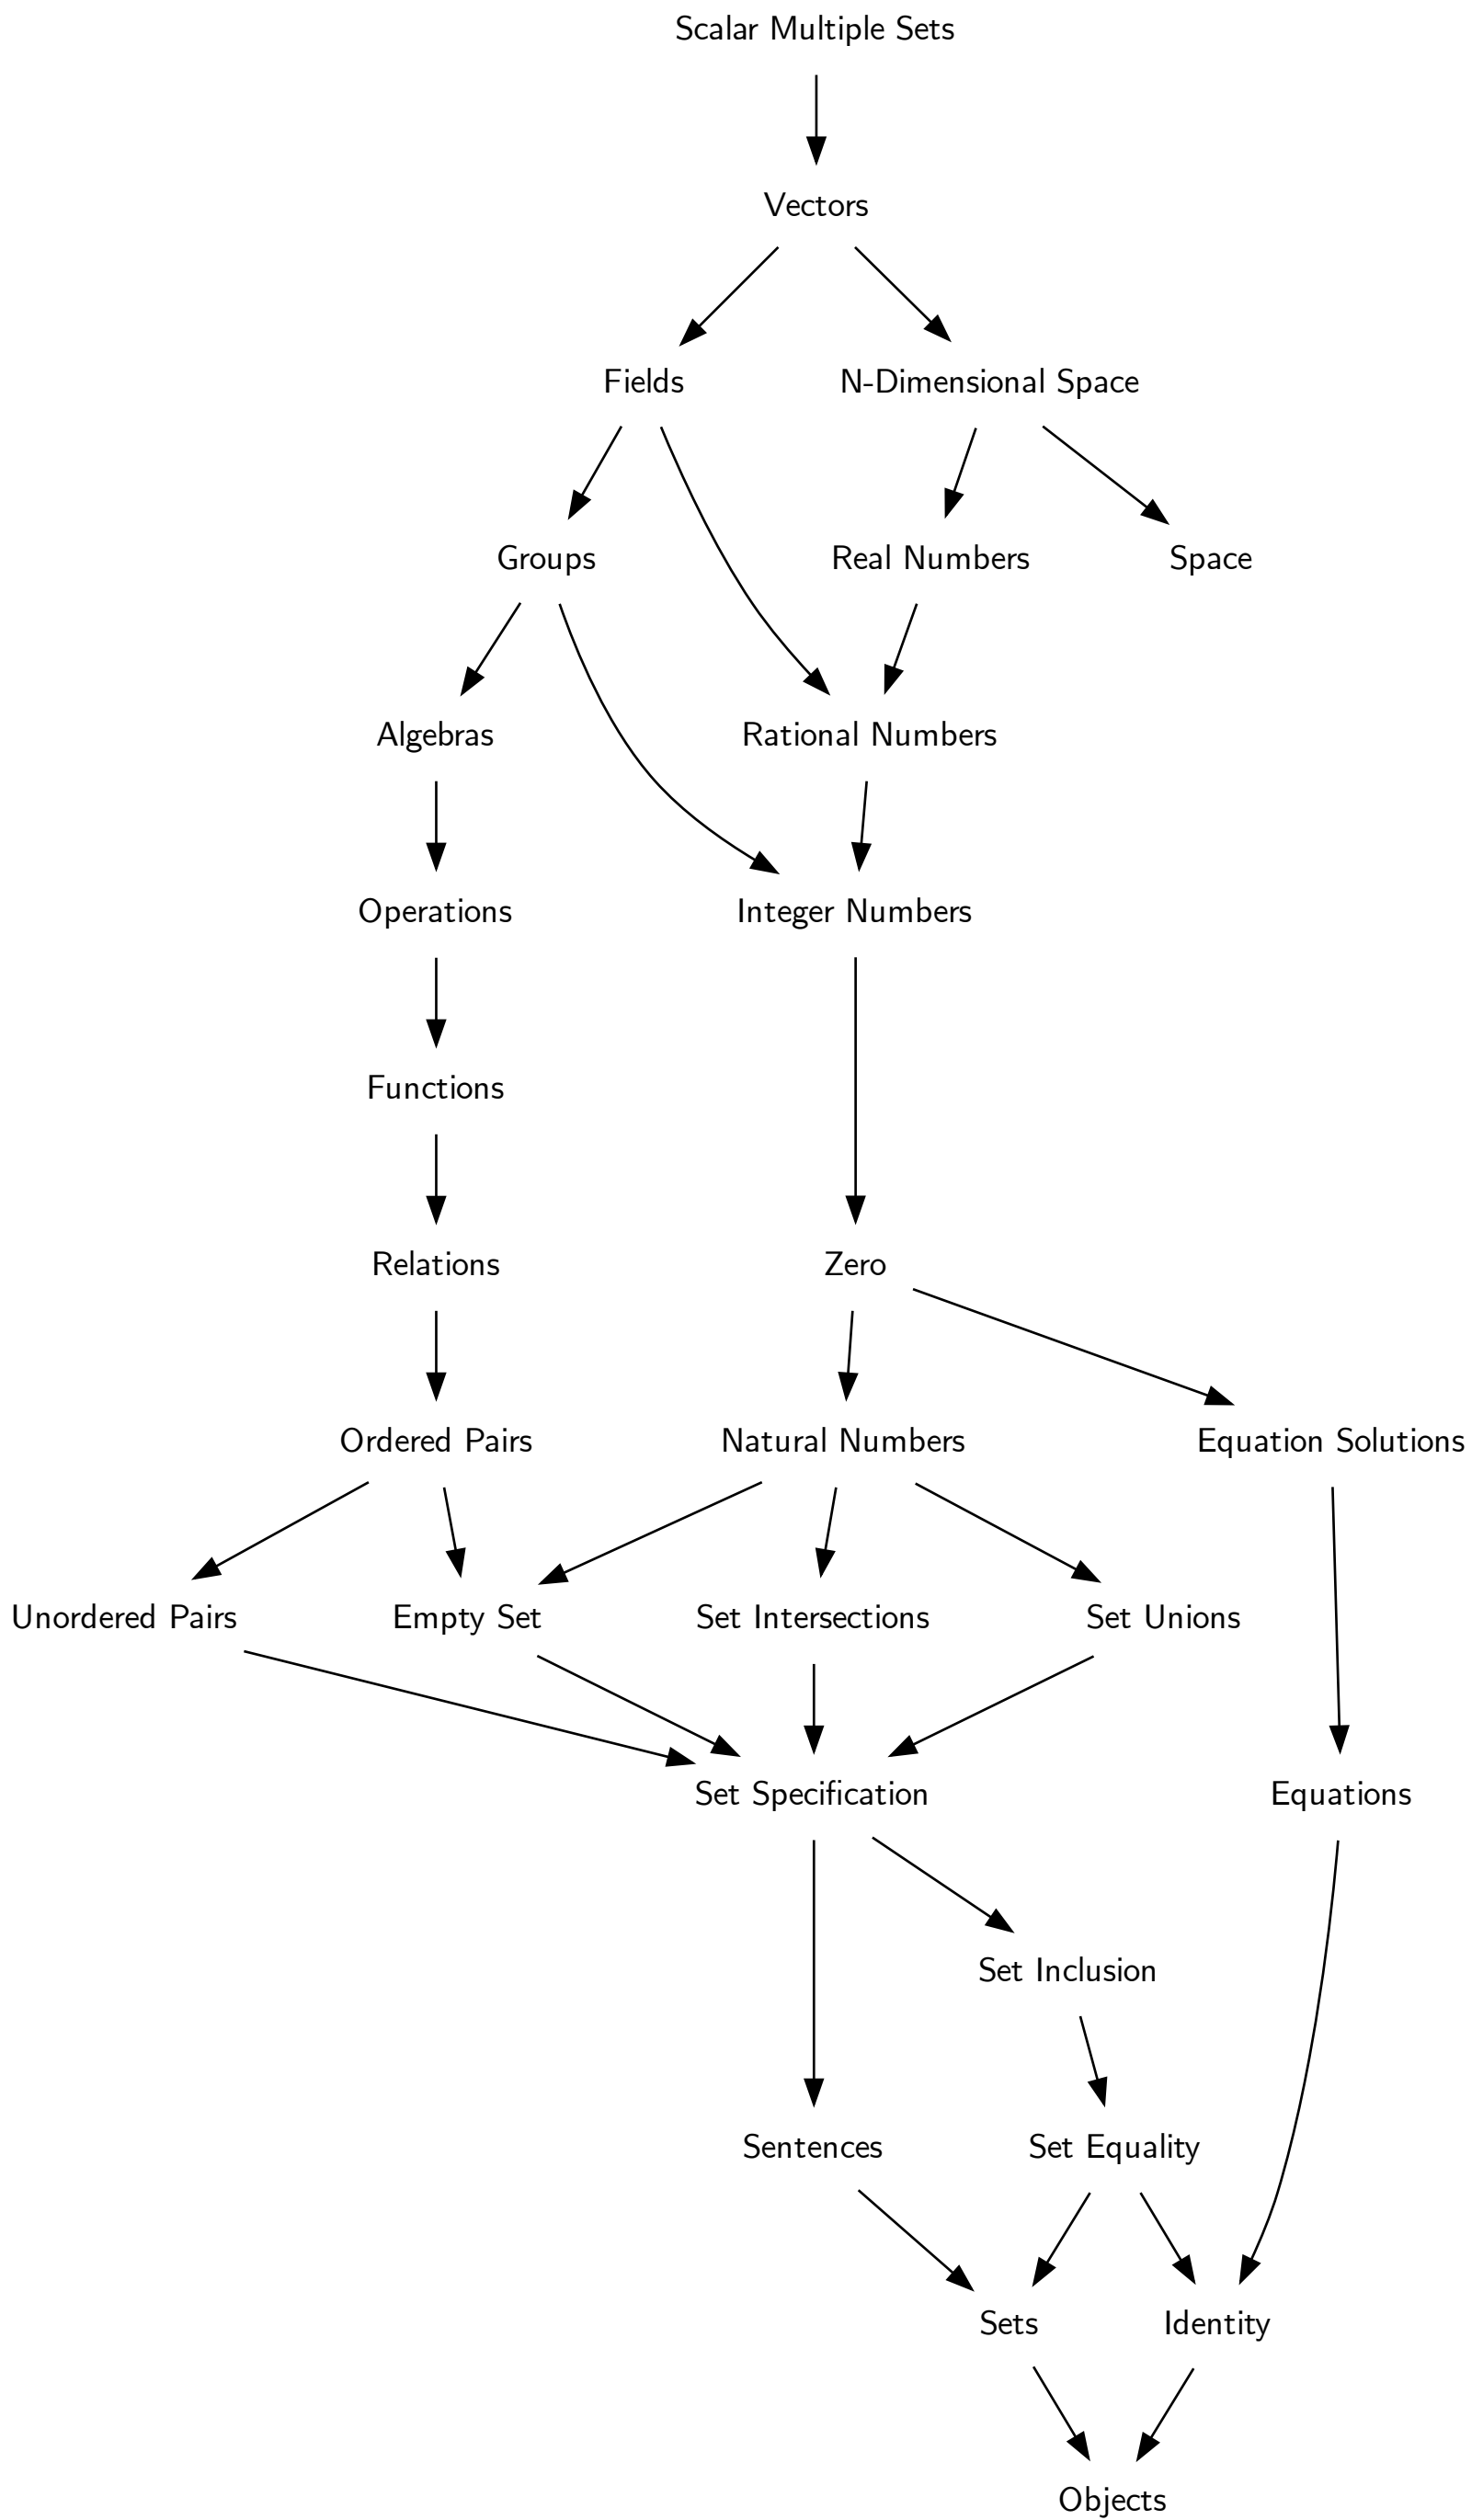 Scalar Multiple Sets
Vectors
Fields
N-Dimensional Space
Groups
Real Numbers
Space
Algebras
Rational Numbers
Operations
Integer Numbers
Functions
Relations
Zero
Ordered Pairs
Natural Numbers
Equation Solutions
Unordered Pairs
Empty Set
Set Intersections
Set Unions
Set Specification
Equations
Set Inclusion
Sentences
Set Equality
Sets
Identity
Objects